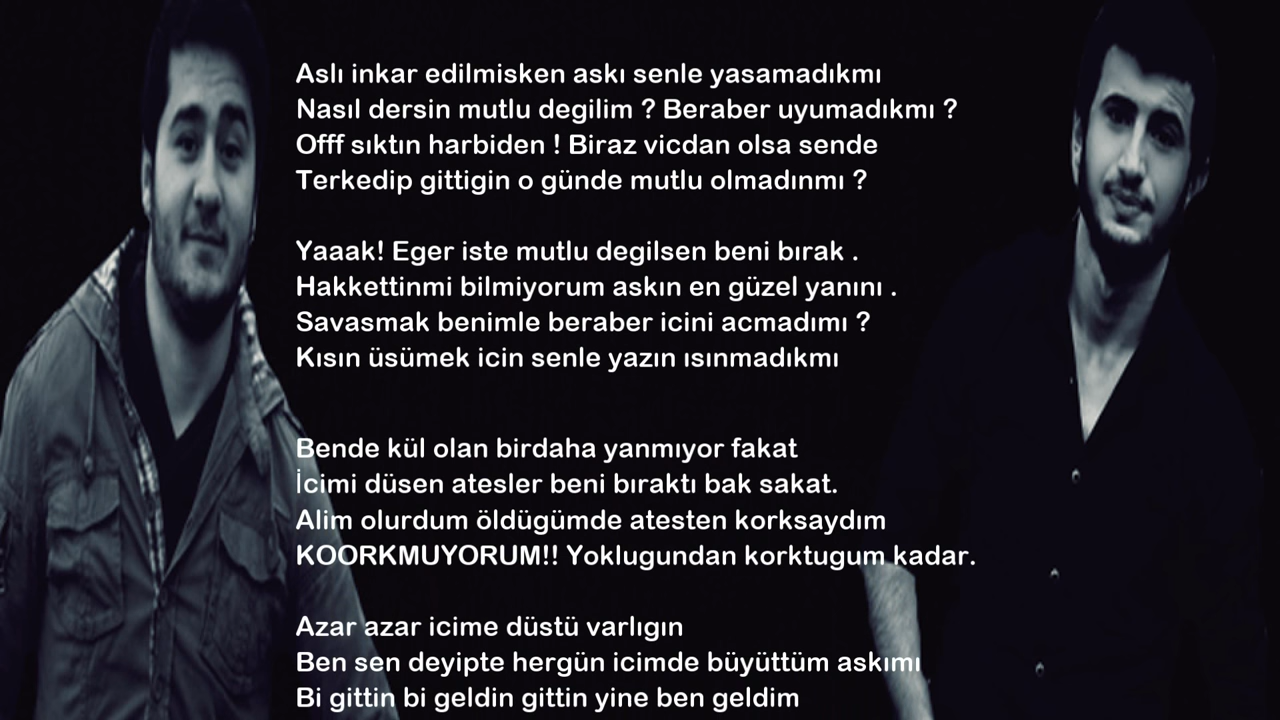 Aslı inkar edilmisken askı senle yasamadıkmı
Nasıl dersin mutlu degilim ? Beraber uyumadıkmı ?
Offf sıktın harbiden ! Biraz vicdan olsa sende
Terkedip gittigin o günde mutlu olmadınmı ?
Yaaak! Eger iste mutlu degilsen beni bırak .
Hakkettinmi bilmiyorum askın en güzel yanını .
Savasmak benimle beraber icini acmadımı ?
Kısın üsümek icin senle yazın ısınmadıkmı
Bende kül olan birdaha yanmıyor fakat
İcimi düsen atesler beni bıraktı bak sakat.
Alim olurdum öldügümde atesten korksaydım
KOORKMUYORUM!! Yoklugundan korktugum kadar.
Azar azar icime düstü varlıgın
Ben sen deyipte hergün icimde büyüttüm askımı
Bi gittin bi geldin gittin yine ben geldim